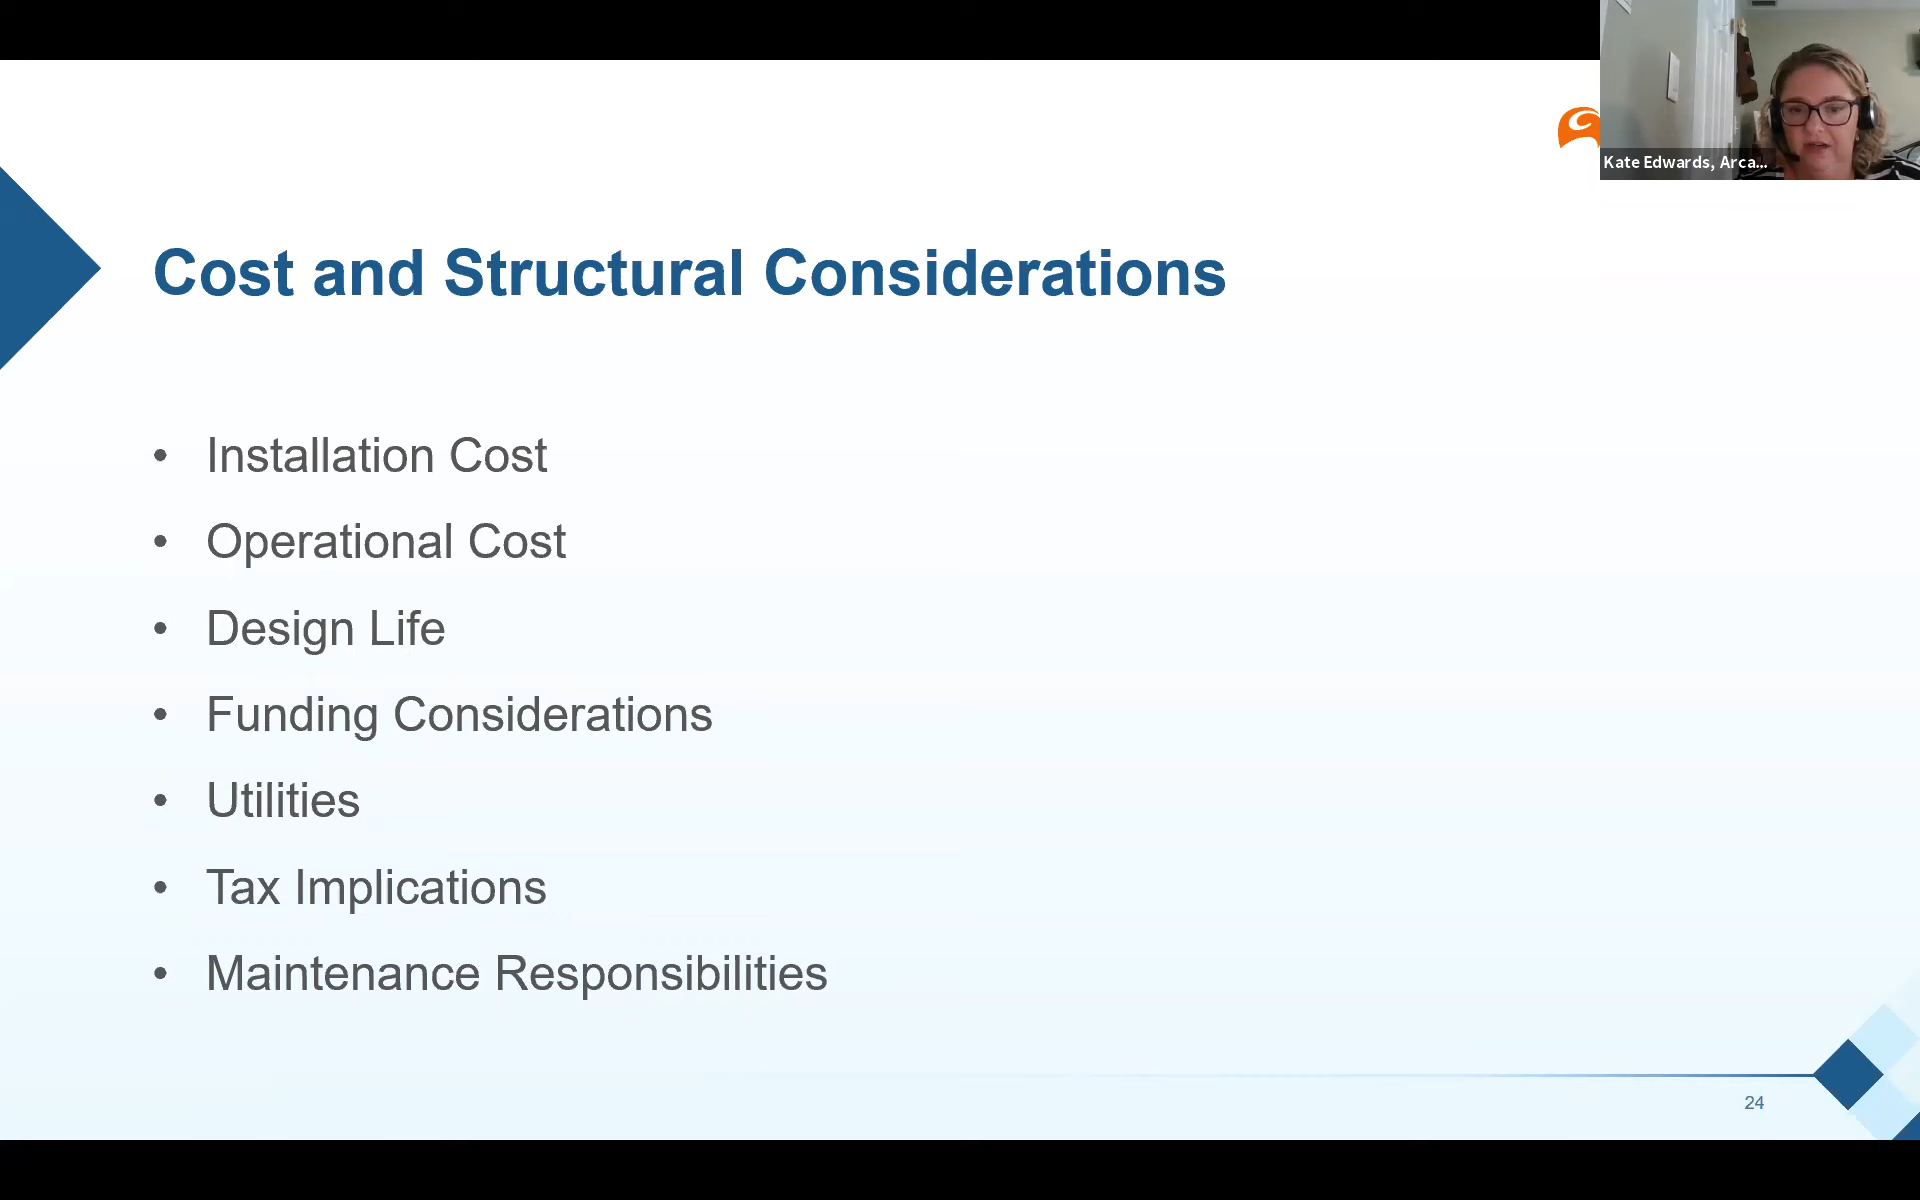 Kate Edwards, Arca...
Cost and Structural Considerations
• Installation Cost
• Operational Cost
• Design Life
• Funding Considerations
• Utilities
• Tax Implications
• Maintenance Responsibilities
24